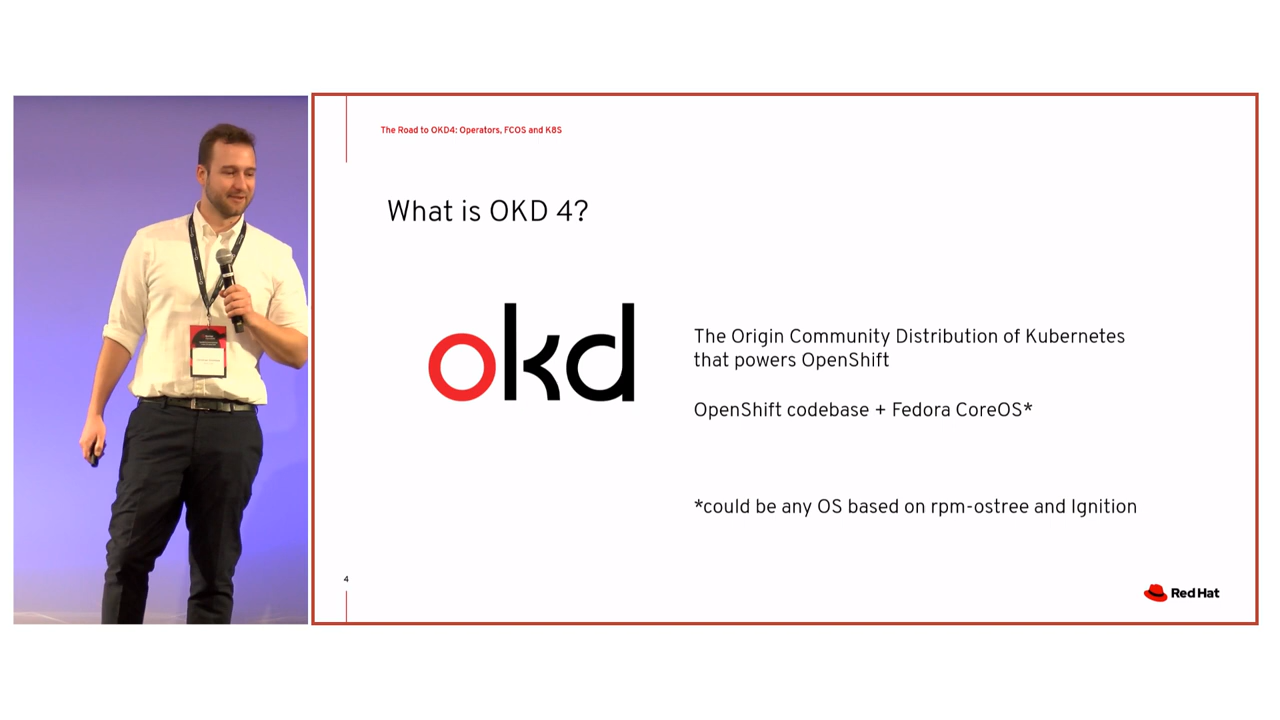 The Road to OKD4: Operators, FCOS and K8S
What is OKD 4?
okd
The Origin Community Distribution of Kubernetes
that powers OpenShift
OpenShift codebase + Fedora CoreOS*
*could be any OS based on rpm-ostree and Ignition
4
Red Hat